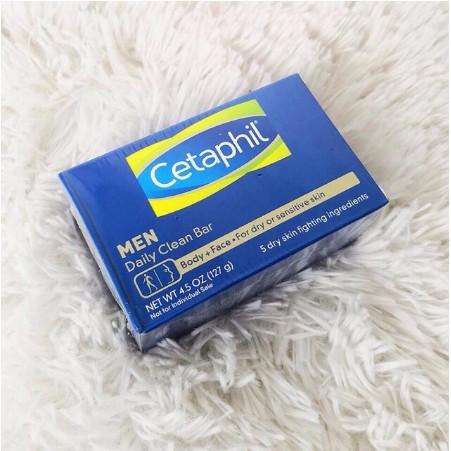 Cetaphil®
MEN
Daily Clean Bar
Body + Face • For dry or sensitive skin
5 dry skin fighting ingredients
NET WT 4.5 OZ (127 g)
Not for Individual Sale